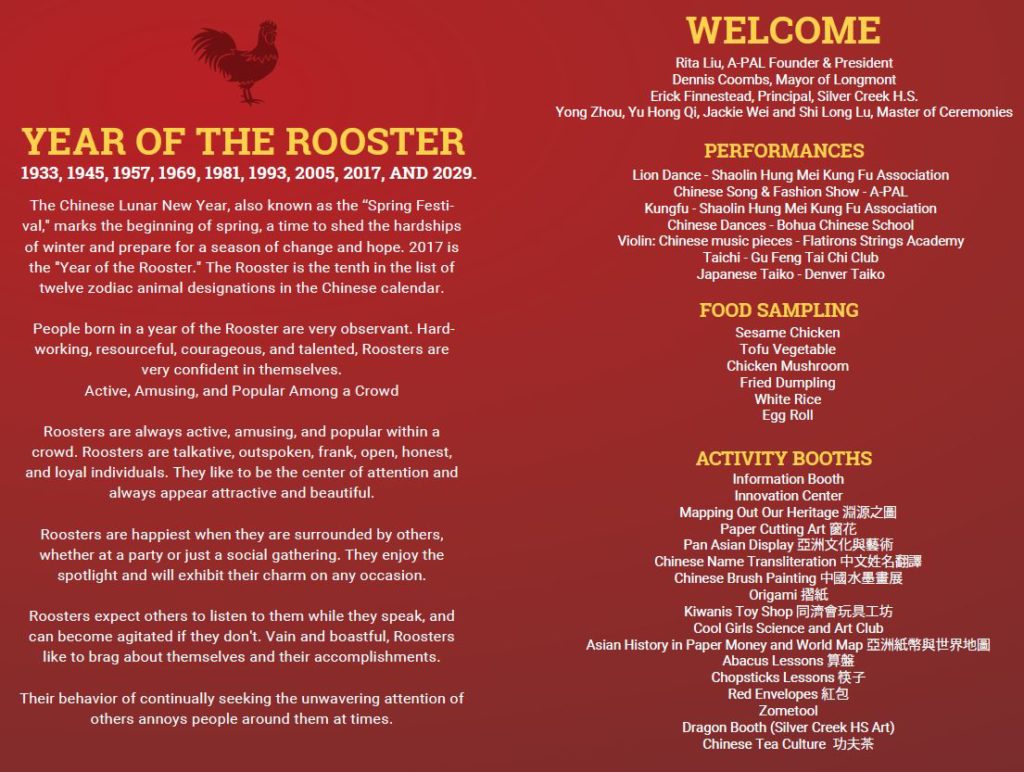 YEAR OF THE ROOSTER
1933, 1945, 1957, 1969, 1981, 1993, 2005, 2017, AND 2029.
The Chinese Lunar New Year, also known as the “Spring Festi-
val," marks the beginning of spring, a time to shed the hardships
of winter and prepare for a season of change and hope. 2017 is
the "Year of the Rooster." The Rooster is the tenth in the list of
twelve zodiac animal designations in the Chinese calendar.
People born in a year of the Rooster are very observant. Hard-
working, resourceful, courageous, and talented, Roosters are
very confident in themselves.
Active, Amusing, and Popular Among a Crowd
Roosters are always active, amusing, and popular within a
crowd. Roosters are talkative, outspoken, frank, open, honest,
and loyal individuals. They like to be the center of attention and
always appear attractive and beautiful.
Roosters are happiest when they are surrounded by others,
whether at a party or just a social gathering. They enjoy the
spotlight and will exhibit their charm on any occasion.
Roosters expect others to listen to them while they speak, and
can become agitated if they don't. Vain and boastful, Roosters
like to brag about themselves and their accomplishments.
Their behavior of continually seeking the unwavering attention of
others annoys people around them at times.
WELCOME
Rita Liu, A-PAL Founder & President
Dennis Coombs, Mayor of Longmont
Erick Finnestead, Principal, Silver Creek H.S.
Yong Zhou, Yu Hong Qi, Jackie Wei and Shi Long Lu, Master of Ceremonies
PERFORMANCES
Lion Dance - Shaolin Hung Mei Kung Fu Association
Chinese Song & Fashion Show - A-PAL
Kungfu - Shaolin Hung Mei Kung Fu Association
Chinese Dances - Bohua Chinese School
Violin: Chinese music pieces - Flatirons Strings Academy
Taichi - Gu Feng Tai Chi Club
Japanese Taiko - Denver Taiko
FOOD SAMPLING
Sesame Chicken
Tofu Vegetable
Chicken Mushroom
Fried Dumpling
White Rice
Egg Roll
ACTIVITY BOOTHS
Information Booth
Innovation Center
Mapping Out Our Heritage 淵源之圖
Paper Cutting Art 窗花
Pan Asian Display 亞洲文化與藝術
Chinese Name Transliteration 中文姓名翻譯
Chinese Brush Painting 中國水墨畫展
Origami 摺紙
Kiwanis Toy Shop 同濟會玩具工坊
Cool Girls Science and Art Club
Asian History in Paper Money and World Map 亞洲紙幣與世界地圖
Abacus Lessons 算盤
Chopsticks Lessons 筷子
Red Envelopes 紅包
Zometool
Dragon Booth (Silver Creek HS Art)
Chinese Tea Culture 功夫茶